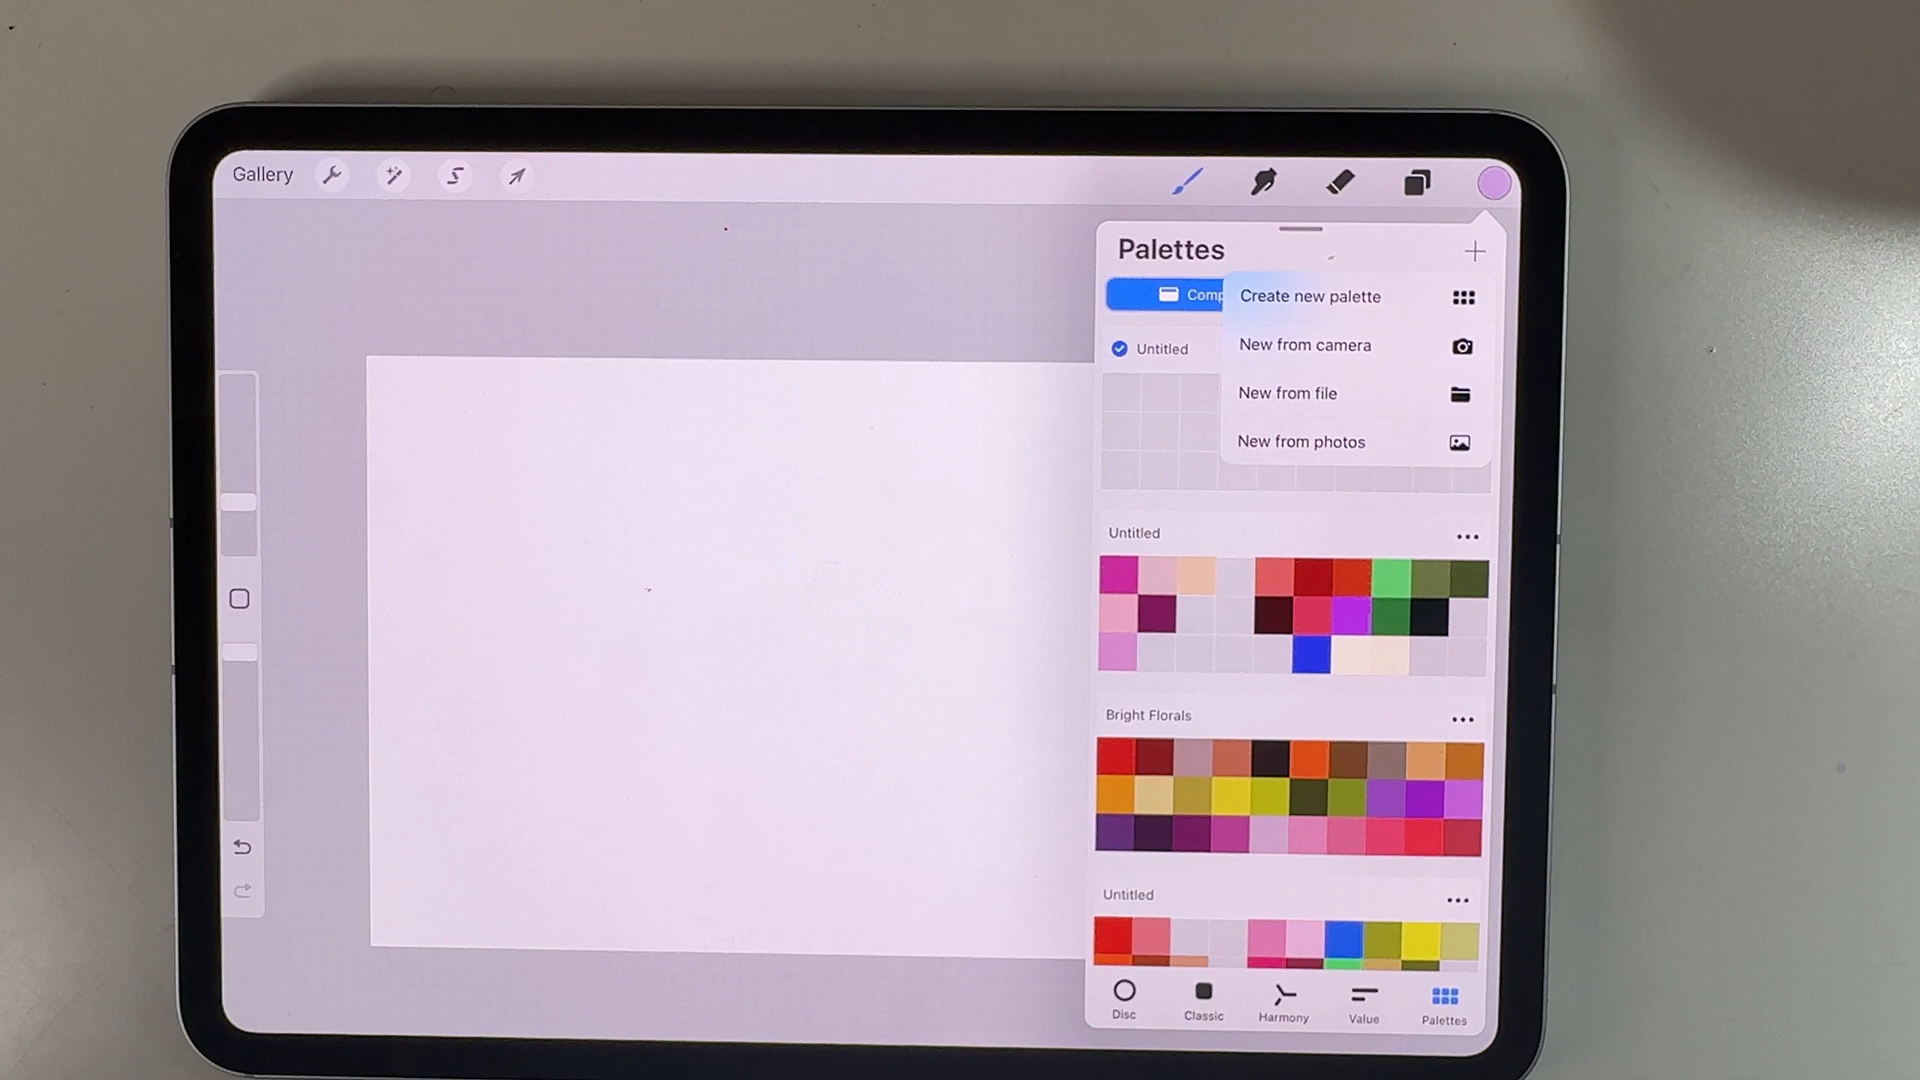 Gallery
Palettes
Comp
Create new palette
New from camera
New from file
New from photos
Untitled
Untitled
Bright Florals
Untitled
Disc
Classic
Harmony
Value
Palettes